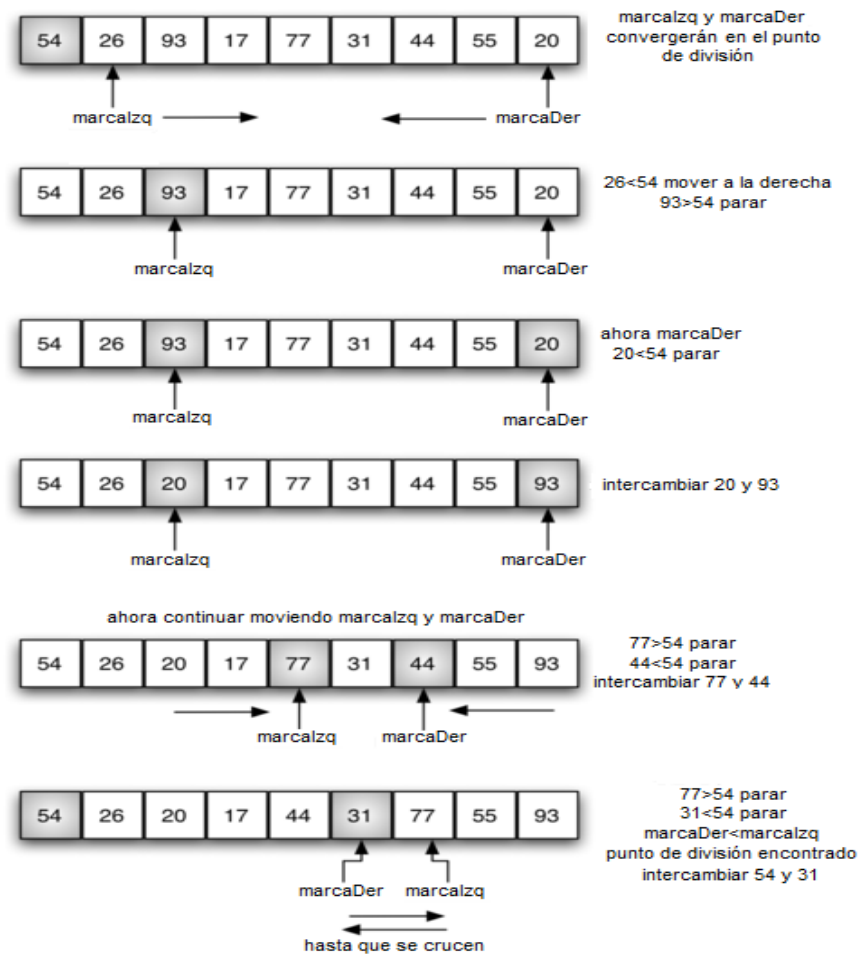 54 26 93 17 77 31 44 55 20
marcaIzq y marcaDer
convergerán en el punto
de división
marcaIzq
marcaDer
54 26 93 17 77 31 44 55 20
26<54 mover a la derecha
93>54 parar
marcaIzq
marcaDer
54 26 93 17 77 31 44 55 20
ahora marcaDer
20<54 parar
marcaIzq
marcaDer
54 26 20 17 77 31 44 55 93
intercambiar 20 y 93
marcaIzq
marcaDer
ahora continuar moviendo marcaIzq y marcaDer
54 26 20 17 77 31 44 55 93
77>54 parar
44<54 parar
intercambiar 77 y 44
marcaIzq
marcaDer
54 26 20 17 44 31 77 55 93
77>54 parar
31<54 parar
marcaDer<marcaIzq
punto de división encontrado
intercambiar 54 y 31
marcaDer
marcaIzq
hasta que se crucen